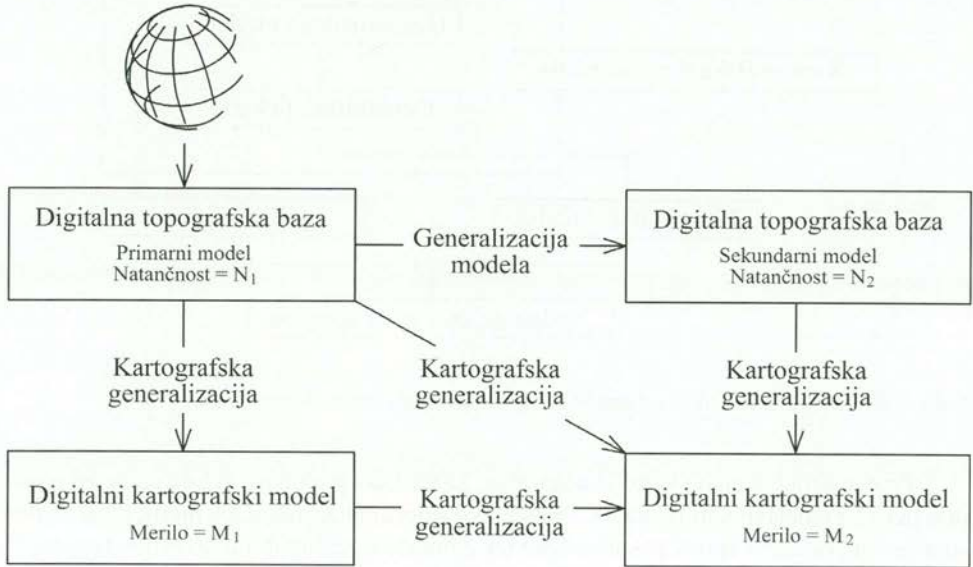 Digitalna topografska baza
Primarni model
Natančnost = N₁
Generalizacija
modela
Digitalna topografska baza
Sekundarni model
Natančnost = N₂
Kartografska
generalizacija
Kartografska
generalizacija
Kartografska
generalizacija
Digitalni kartografski model
Merilo = M₁
Kartografska
generalizacija
Digitalni kartografski model
Merilo = M₂